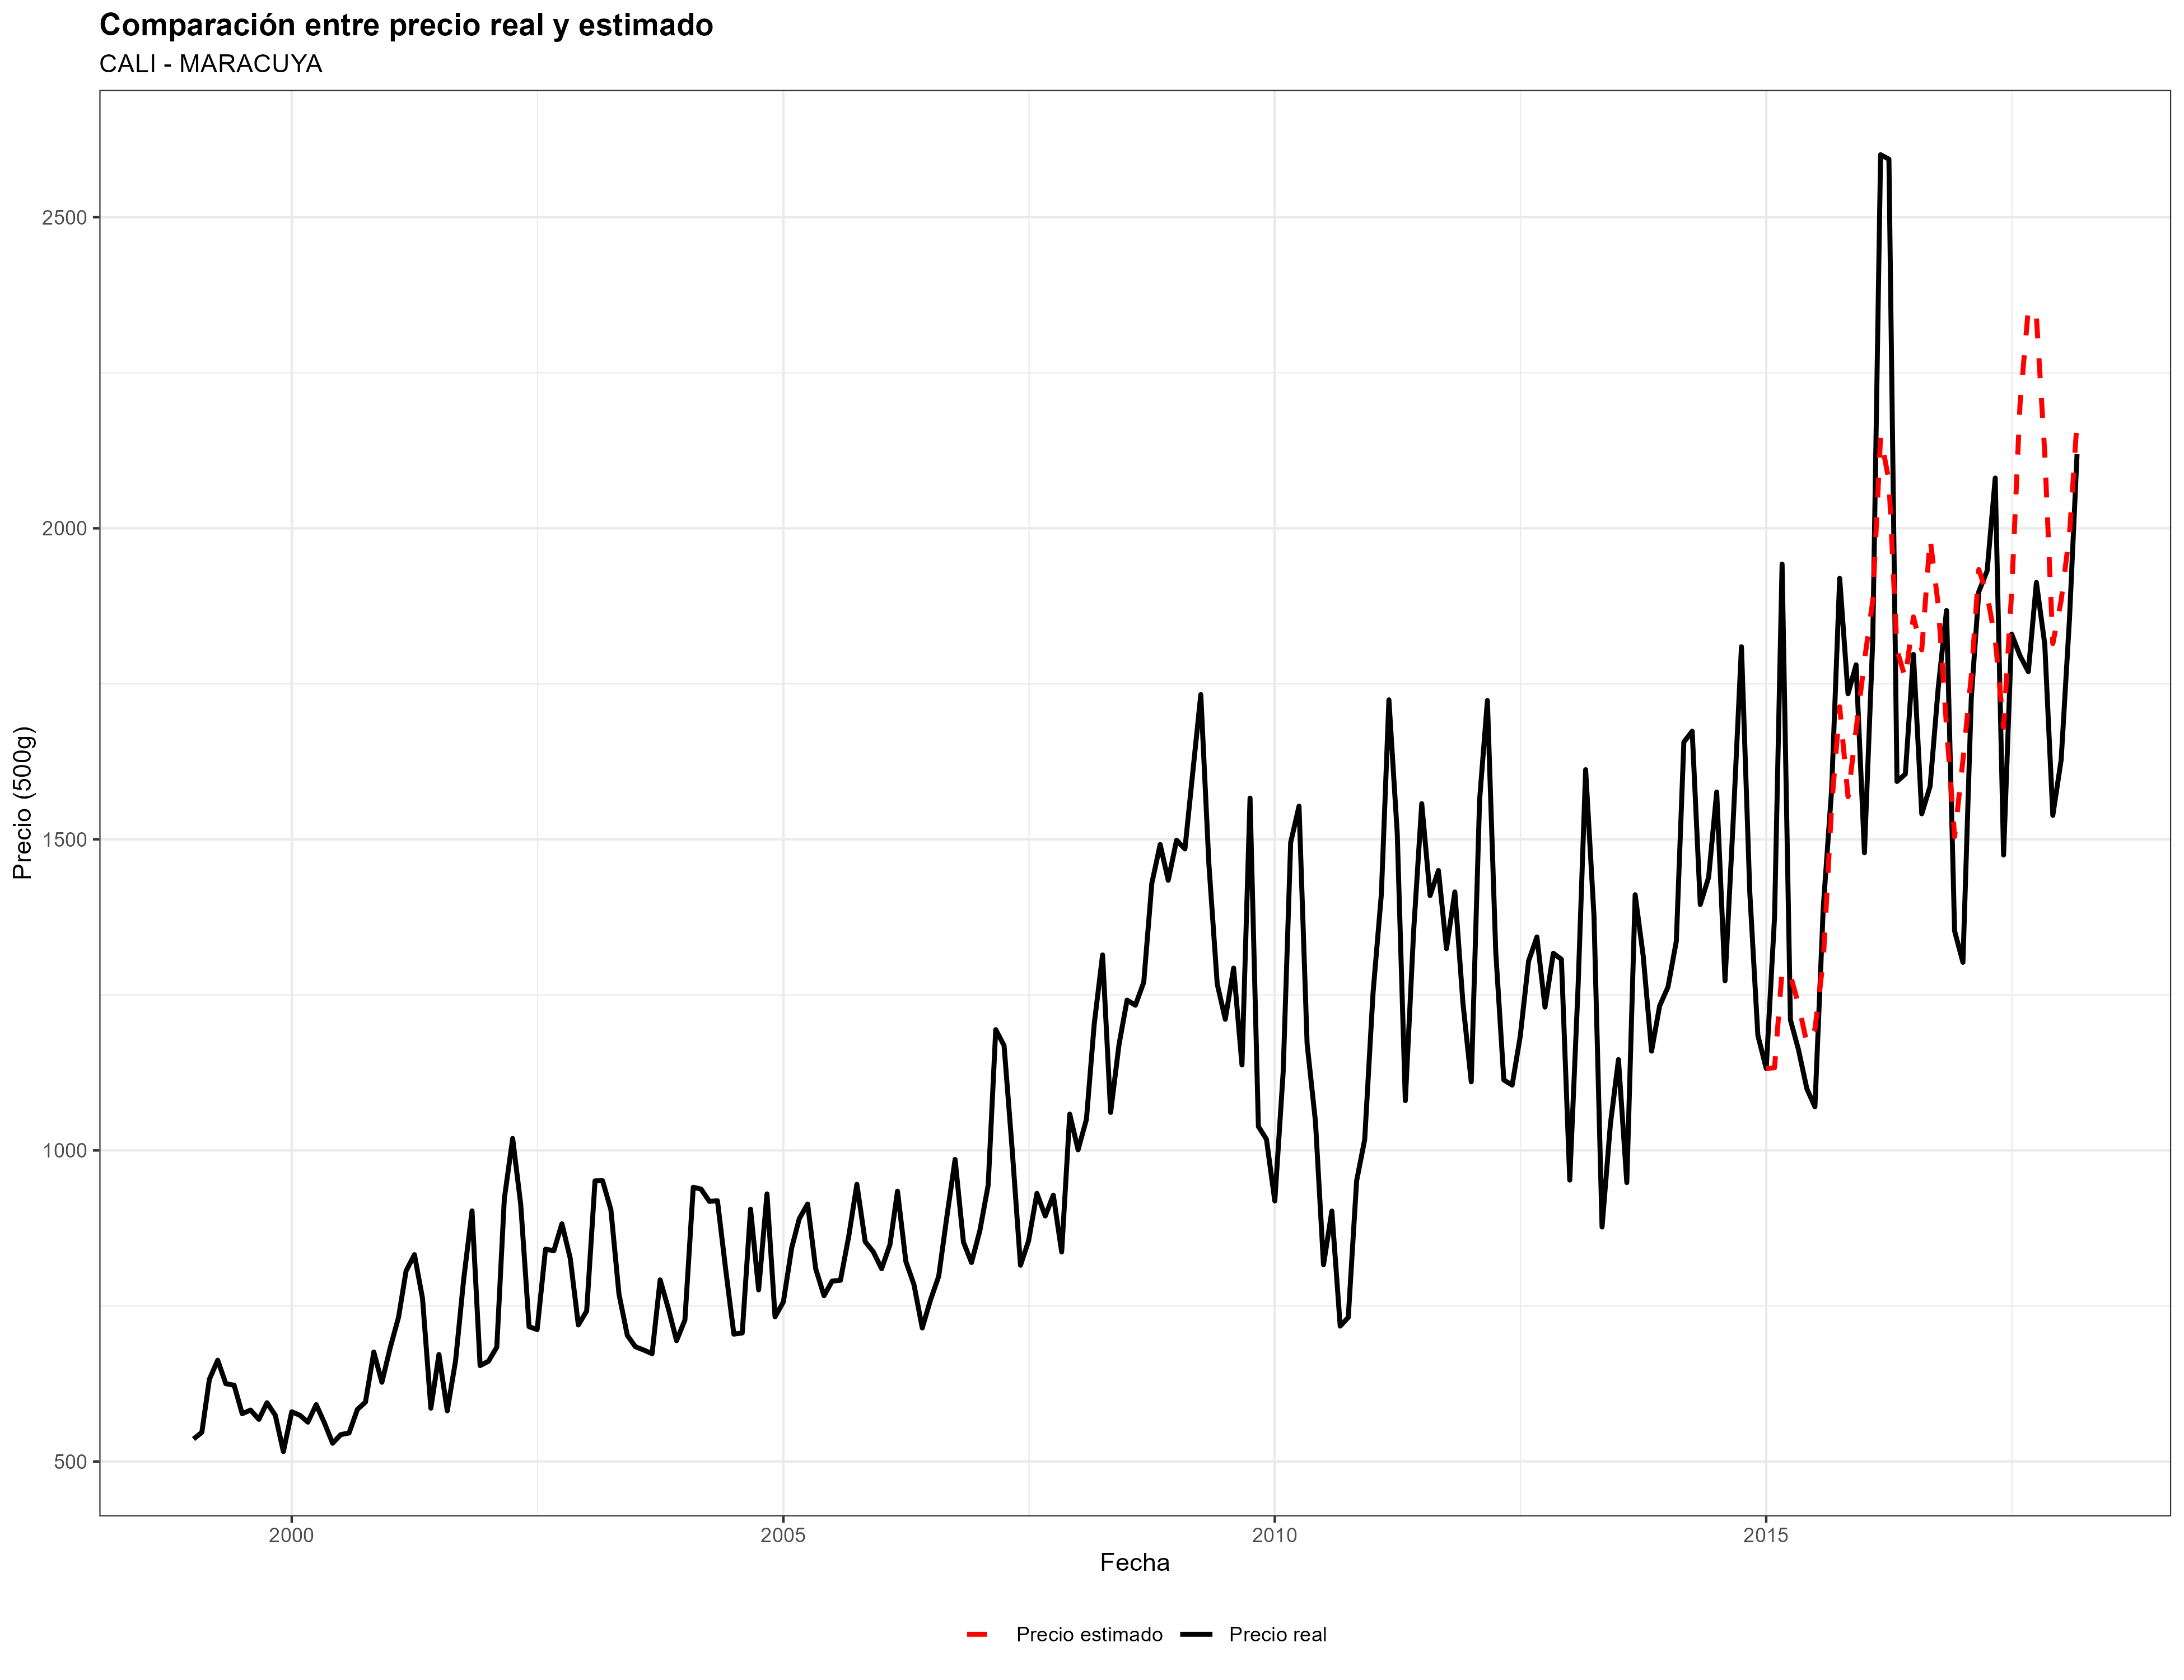 Comparación entre precio real y estimado
CALI - MARACUYA
Precio (500g)
2500
2000
1500
1000
500
2000
2005
2010
2015
Fecha
Precio estimado
Precio real